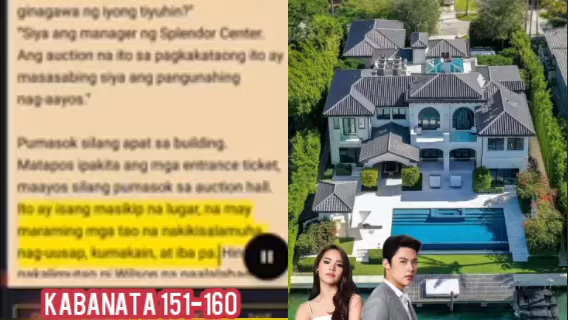 ginagawa ng iyong tiyuhin?"
"Siya ang manager ng Splendor Center.
Ang auction na ito sa pagkakataong ito ay
masasabing siya ang pangunahing
nag-aayos."
Pumasok silang apat sa building.
Matapos ipakita ang mga entrance ticket,
maayos silang pumasok sa auction hall.
Ito ay isang masikip na lugar, na may
maraming mga tao na nakikisalamuha,
nag-uusap, kumakain, at iba pa.
KABANATA 151-160